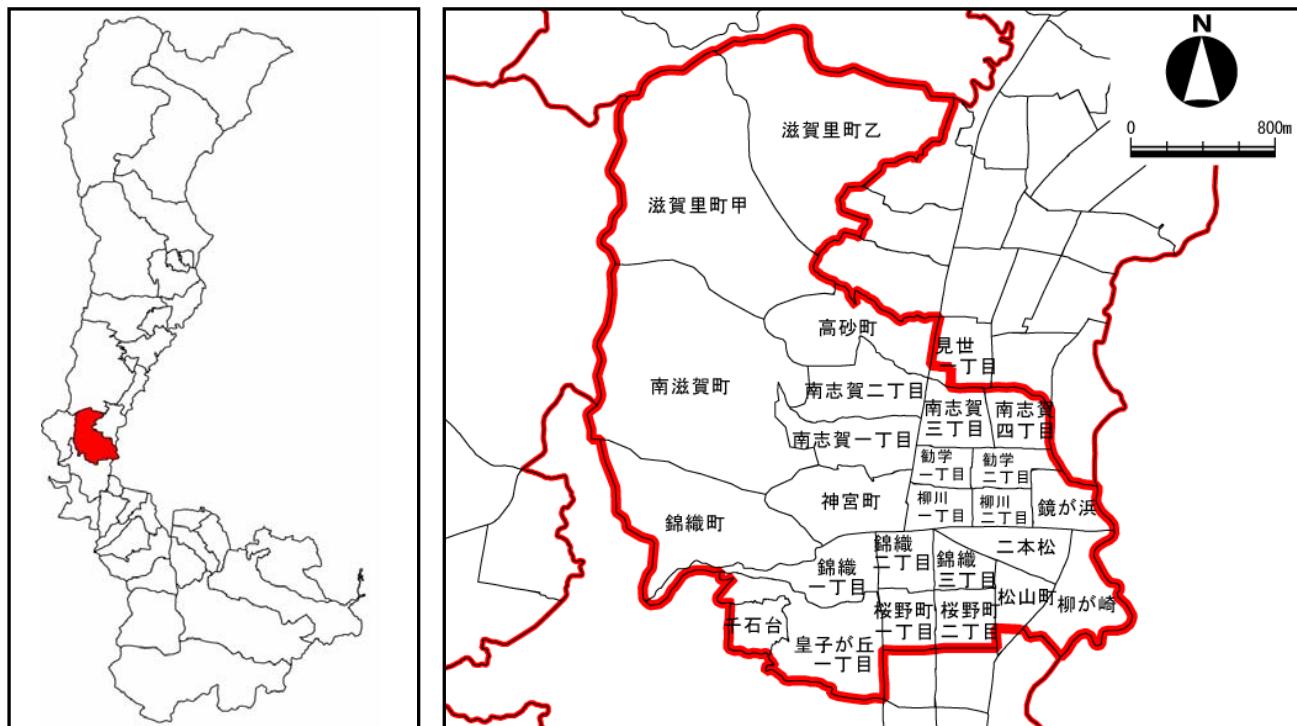 N
0
800m
滋賀里町乙
滋賀里町甲
高砂町
見世
一丁目
南滋賀町
南志賀二丁目
南志賀
三丁目
南志賀
四丁目
南志賀一丁目
勧学
一丁目
勧学
二丁目
神宮町
柳川
一丁目
柳川
二丁目
鏡が浜
錦織町
錦織
二丁目
二本松
錦織
一丁目
錦織
三丁目
松山町
柳が崎
千石台
桜野町
一丁目
桜野町
二丁目
皇子が丘
一丁目